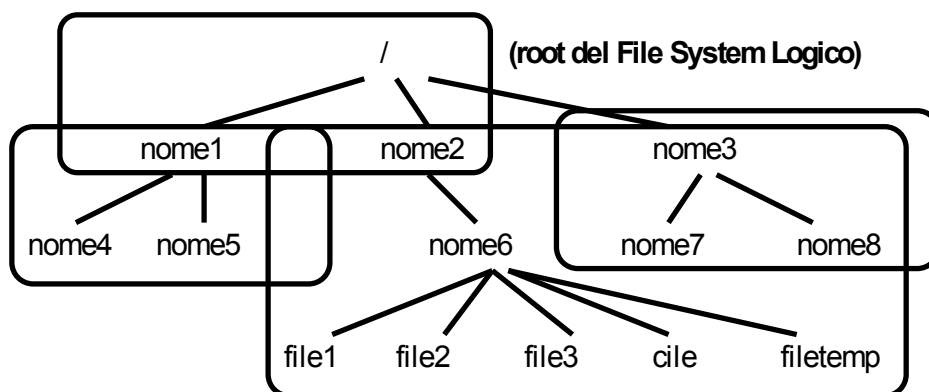 / (root del File System Logico)
nome1 nome2 nome3
nome4 nome5 nome6 nome7 nome8
file1 file2 file3 cile filetemp